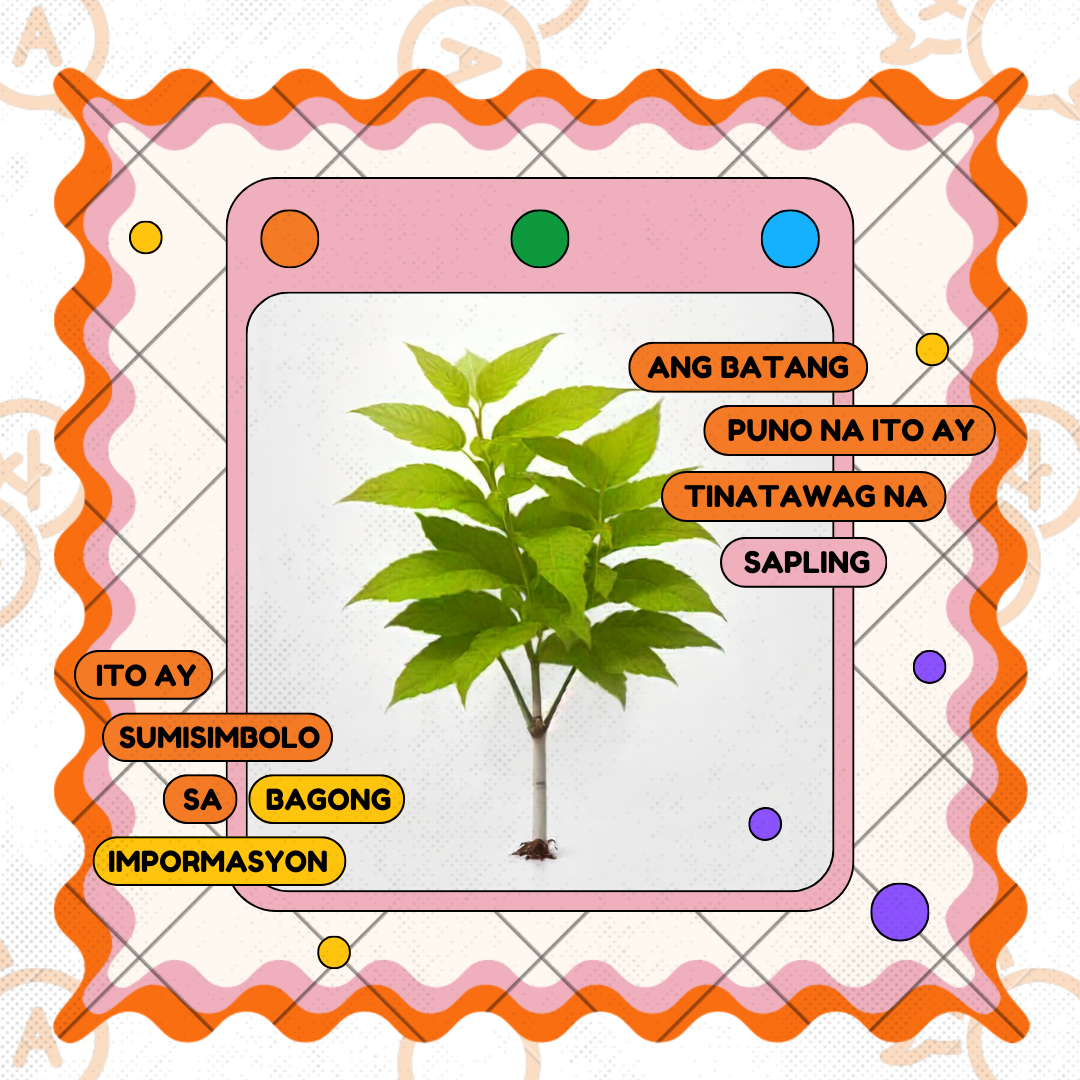 ANG BATANG
PUNO NA ITO AY
TINATAWAG NA
SAPLING
ITO AY
SUMISIMBOLO
SA BAGONG
IMPORMASYON